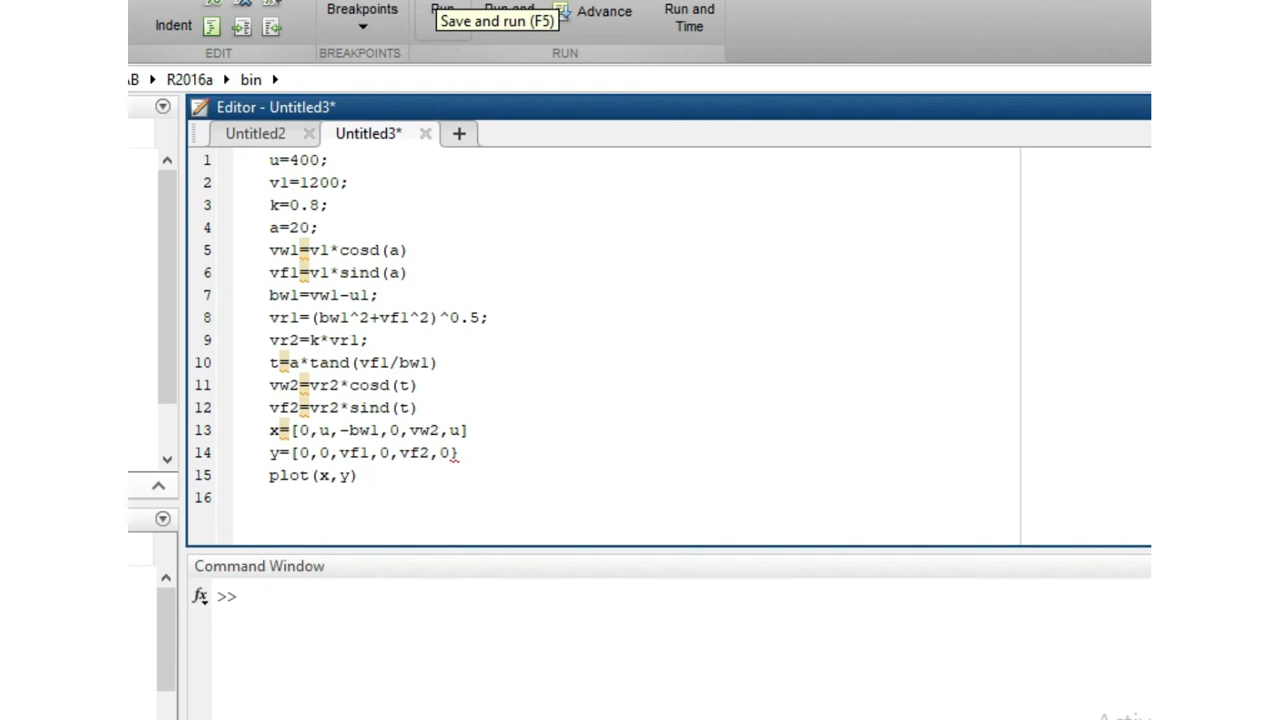 Breakpoints
Run and
Indent
Save and run (F5)
Advance
Time
EDIT
BREAKPOINTS
RUN
R2016a
bin
Editor - Untitled3*
Untitled2
Untitled3*
+
1 u=400;
2 v1=1200;
3 k=0.8;
4 a=20;
5 vw1=v1*cosd(a)
6 vf1=v1*sind(a)
7 bw1=vw1-u1;
8 vr1=(bw1^2+vf1^2)^0.5;
9 vr2=k*vr1;
10 t=a*tand(vf1/bw1)
11 vw2=vr2*cosd(t)
12 vf2=vr2*sind(t)
13 x=[0,u,-bw1,0,vw2,u]
14 y=[0,0,vf1,0,vf2,0}
15 plot(x,y)
16
Command Window
fx >>